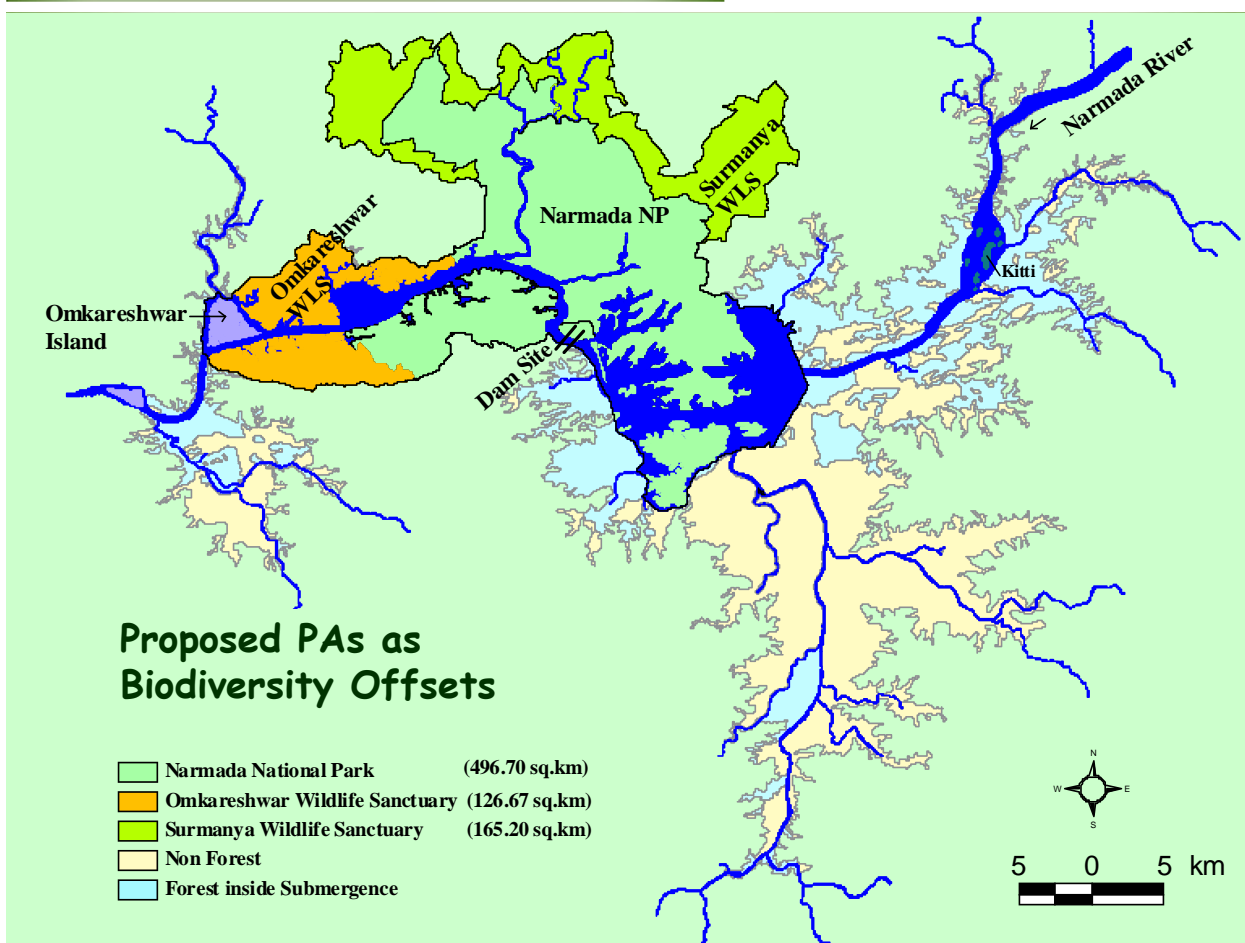 Narmada River
Surmanya
WLS
Narmada NP
Omkareshwar
WLS
Kitti
Omkareshwar
Island
Dam Site
Proposed PAs as
Biodiversity Offsets
Narmada National Park (496.70 sq.km)
Omkareshwar Wildlife Sanctuary (126.67 sq.km)
Surmanya Wildlife Sanctuary (165.20 sq.km)
Non Forest
Forest inside Submergence
N
W E
S
5 0 5 km